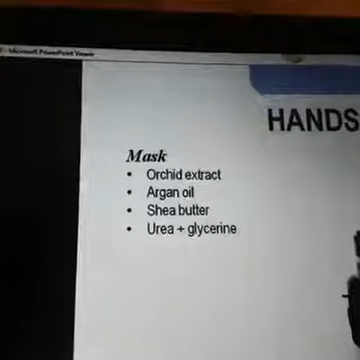 Microsoft PowerPoint Viewer
HANDS
Mask
• Orchid extract
• Argan oil
• Shea butter
• Urea + glycerine